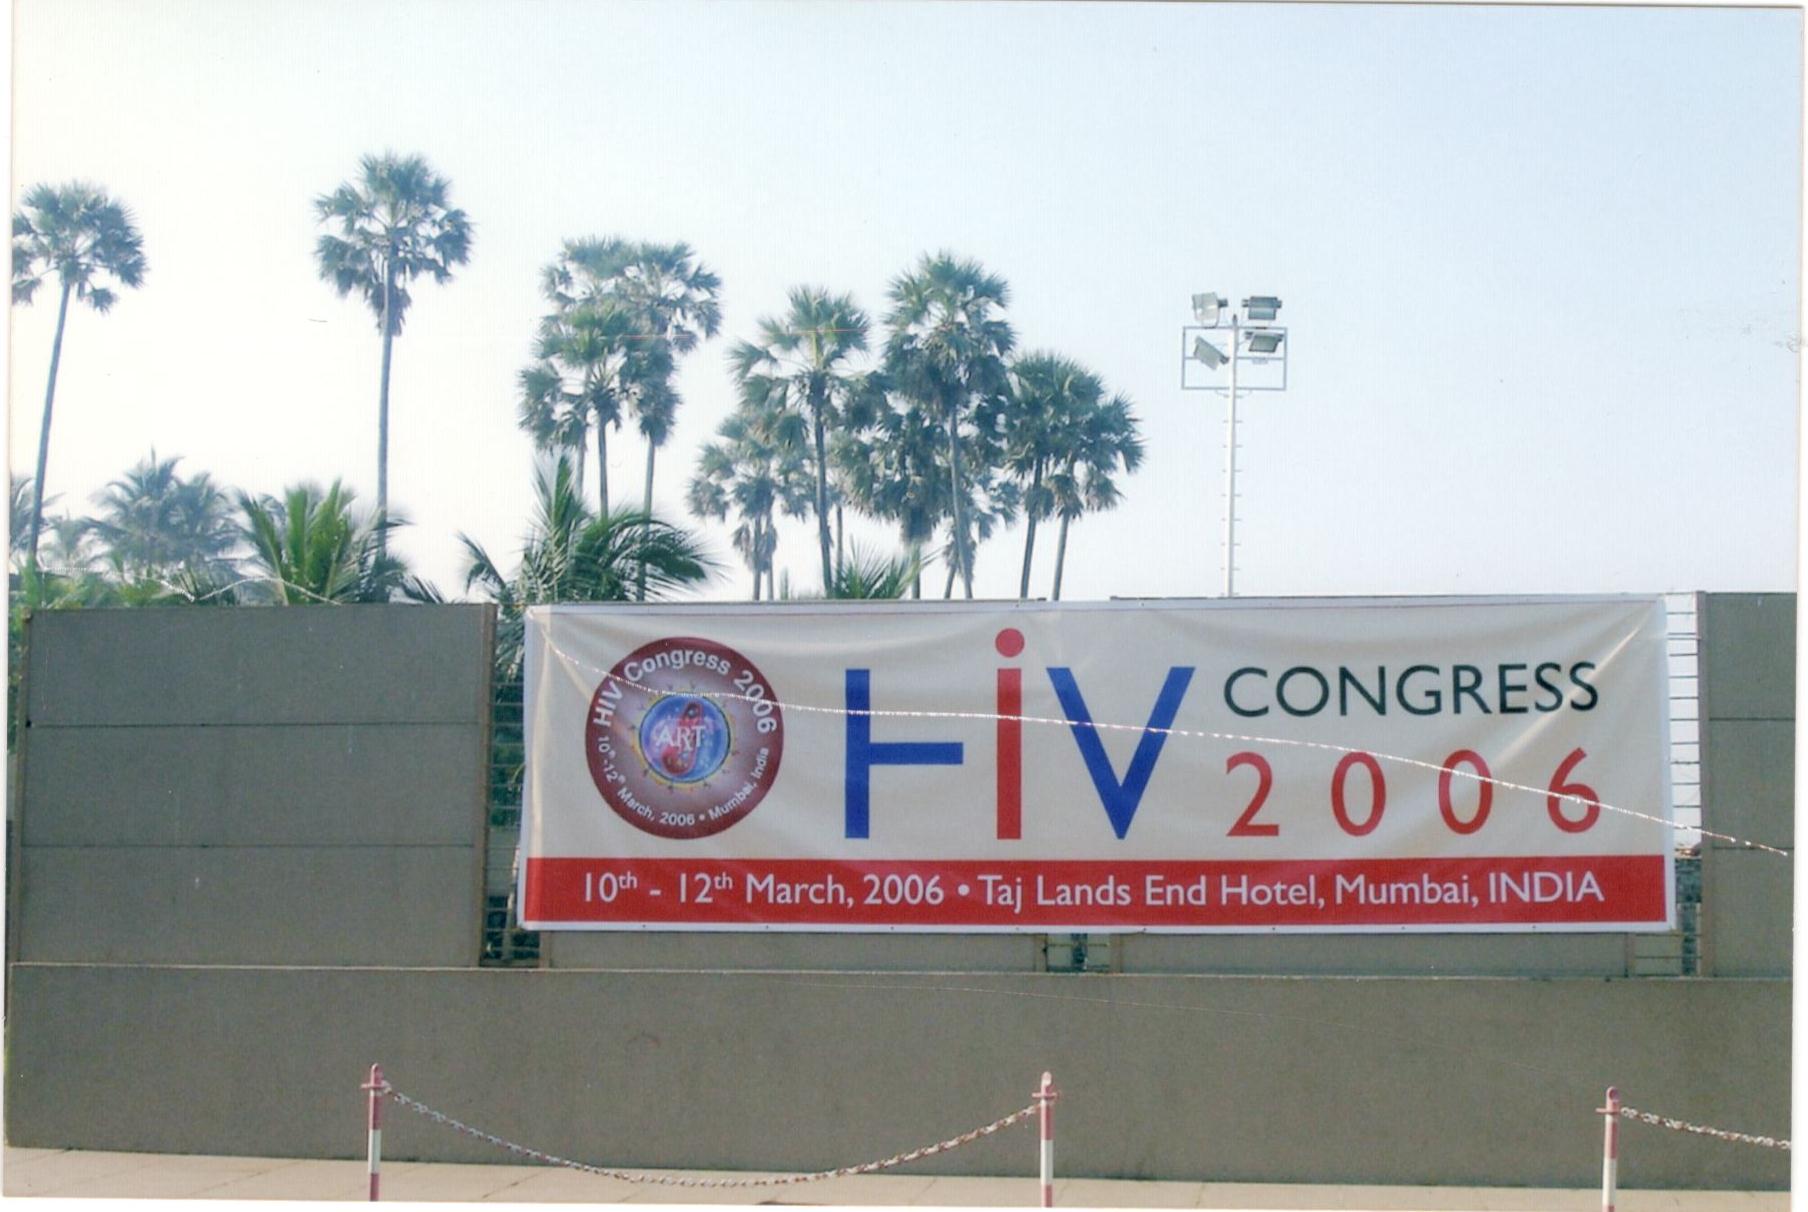 HIV Congress 2006
ART
10th-12th March, 2006 • Mumbai, India
HiV CONGRESS
2006
10th - 12th March, 2006 • Taj Lands End Hotel, Mumbai, INDIA